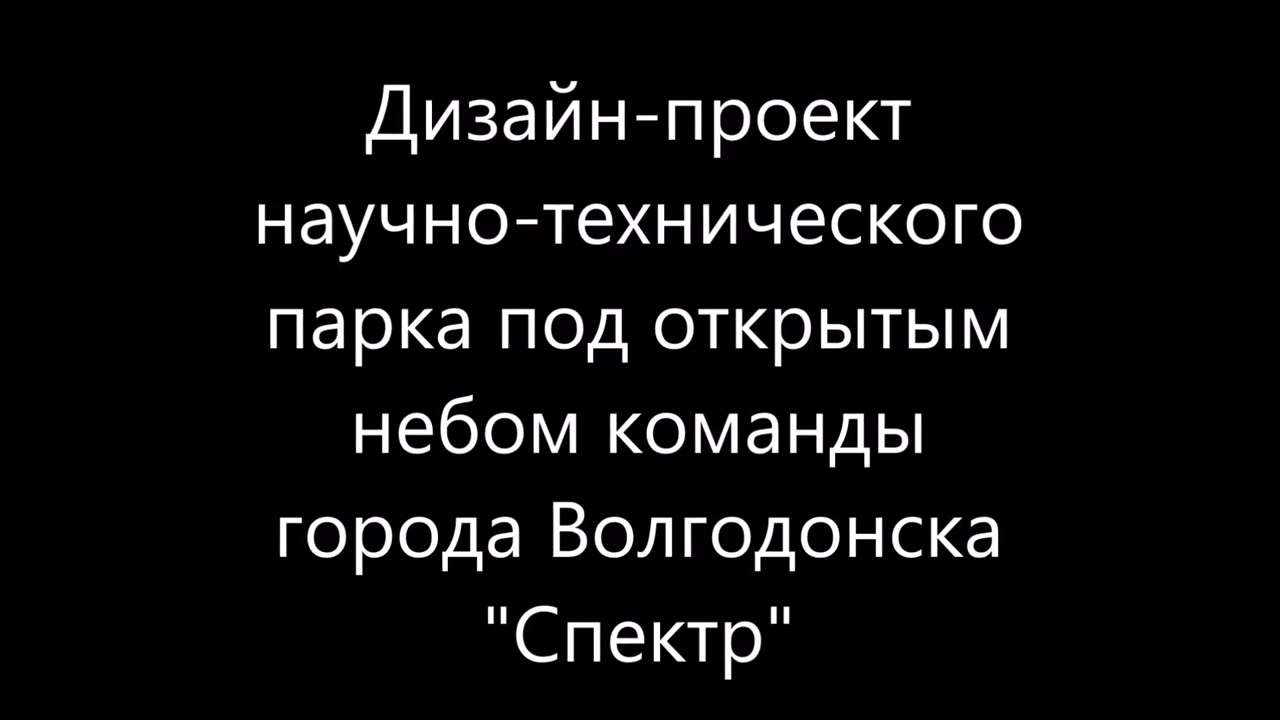 Дизайн-проект
научно-технического
парка под открытым
небом команды
города Волгодонска
"Спектр"